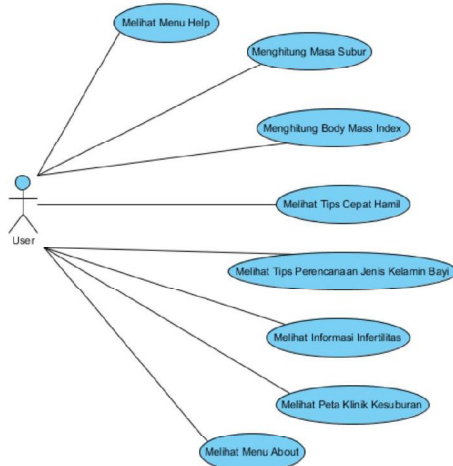 Melihat Menu Help
Menghitung Masa Subur
Menghitung Body Mass Index
Melihat Tips Cepat Hamil
User
Melihat Tips Perencanaan Jenis Kelamin Bayi
Melihat Informasi Infertilitas
Melihat Peta Klinik Kesuburan
Melihat Menu About